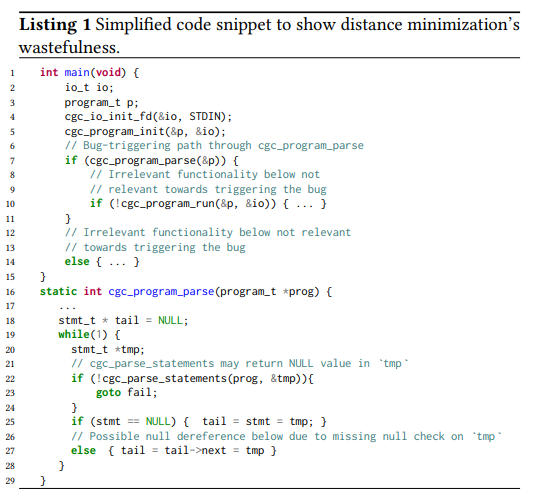 Listing 1 Simplified code snippet to show distance minimization's
wastefulness.
1 int main(void) {
2 io_t io;
3 program_t p;
4 cgc_io_init_fd(&io, STDIN);
5 cgc_program_init(&p, &io);
6 // Bug-triggering path through cgc_program_parse
7 if (cgc_program_parse(&p)) {
8 // Irrelevant functionality below not
9 // relevant towards triggering the bug
10 if (!cgc_program_run(&p, &io)) { ... }
11 }
12 // Irrelevant functionality below not relevant
13 // towards triggering the bug
14 else { ... }
15 }
16 static int cgc_program_parse(program_t *prog) {
17 ...
18 stmt_t * tail = NULL;
19 while(1) {
20 stmt_t *tmp;
21 // cgc_parse_statements may return NULL value in `tmp`
22 if (!cgc_parse_statements(prog, &tmp)){
23 goto fail;
24 }
25 if (stmt == NULL) { tail = stmt = tmp; }
26 // Possible null dereference below due to missing null check on `tmp`
27 else { tail = tail->next = tmp }
28 }
29 }